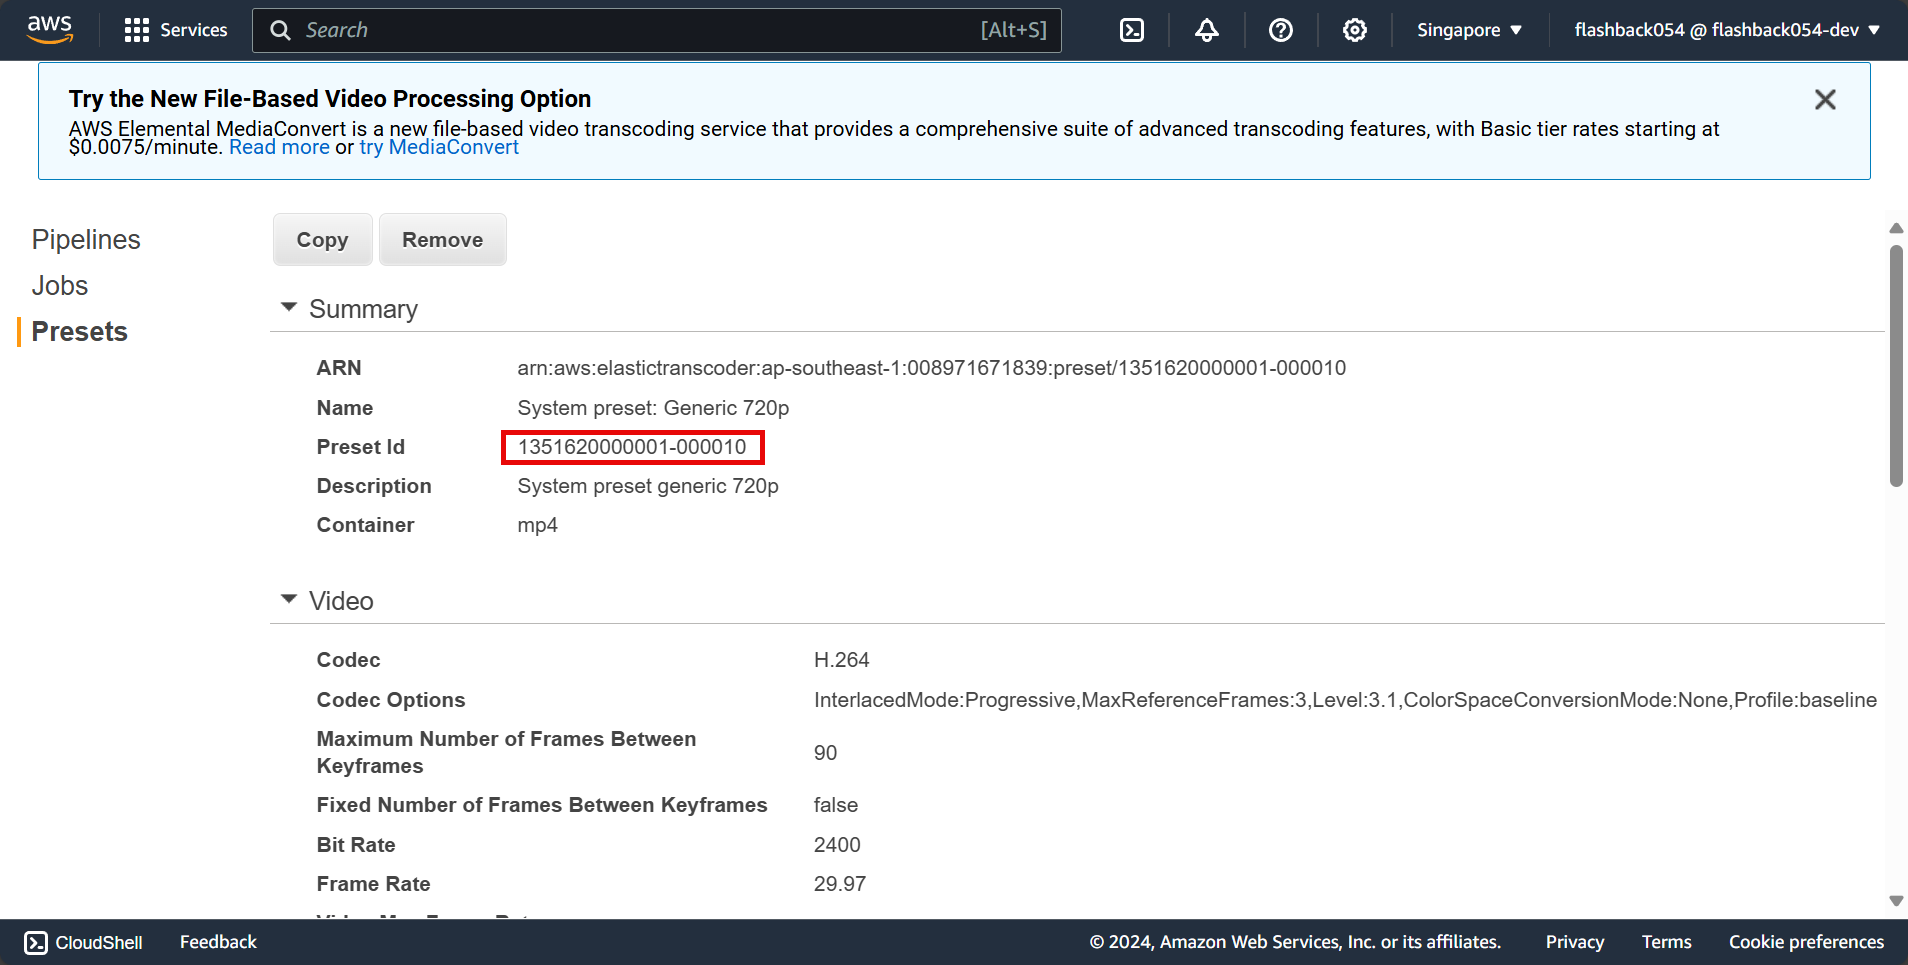 aws
Services
Search
[Alt+S]
Singapore
flashback054 @ flashback054-dev
Try the New File-Based Video Processing Option
AWS Elemental MediaConvert is a new file-based video transcoding service that provides a comprehensive suite of advanced transcoding features, with Basic tier rates starting at
$0.0075/minute. Read more or try MediaConvert
Pipelines
Jobs
Presets
Copy
Remove
Summary
ARN arn:aws:elastictranscoder:ap-southeast-1:008971671839:preset/1351620000001-000010
Name System preset: Generic 720p
Preset Id 1351620000001-000010
Description System preset generic 720p
Container mp4
Video
Codec H.264
Codec Options InterlacedMode:Progressive,MaxReferenceFrames:3,Level:3.1,ColorSpaceConversionMode:None,Profile:baseline
Maximum Number of Frames Between
Keyframes 90
Fixed Number of Frames Between Keyframes false
Bit Rate 2400
Frame Rate 29.97
CloudShell
Feedback
© 2024, Amazon Web Services, Inc. or its affiliates.
Privacy
Terms
Cookie preferences